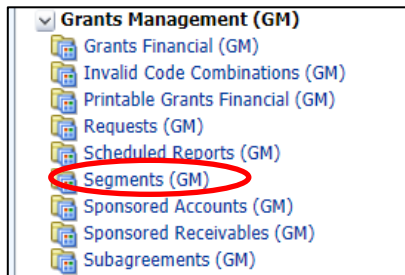 Grants Management (GM)
Grants Financial (GM)
Invalid Code Combinations (GM)
Printable Grants Financial (GM)
Requests (GM)
Scheduled Reports (GM)
Segments (GM)
Sponsored Accounts (GM)
Sponsored Receivables (GM)
Subagreements (GM)